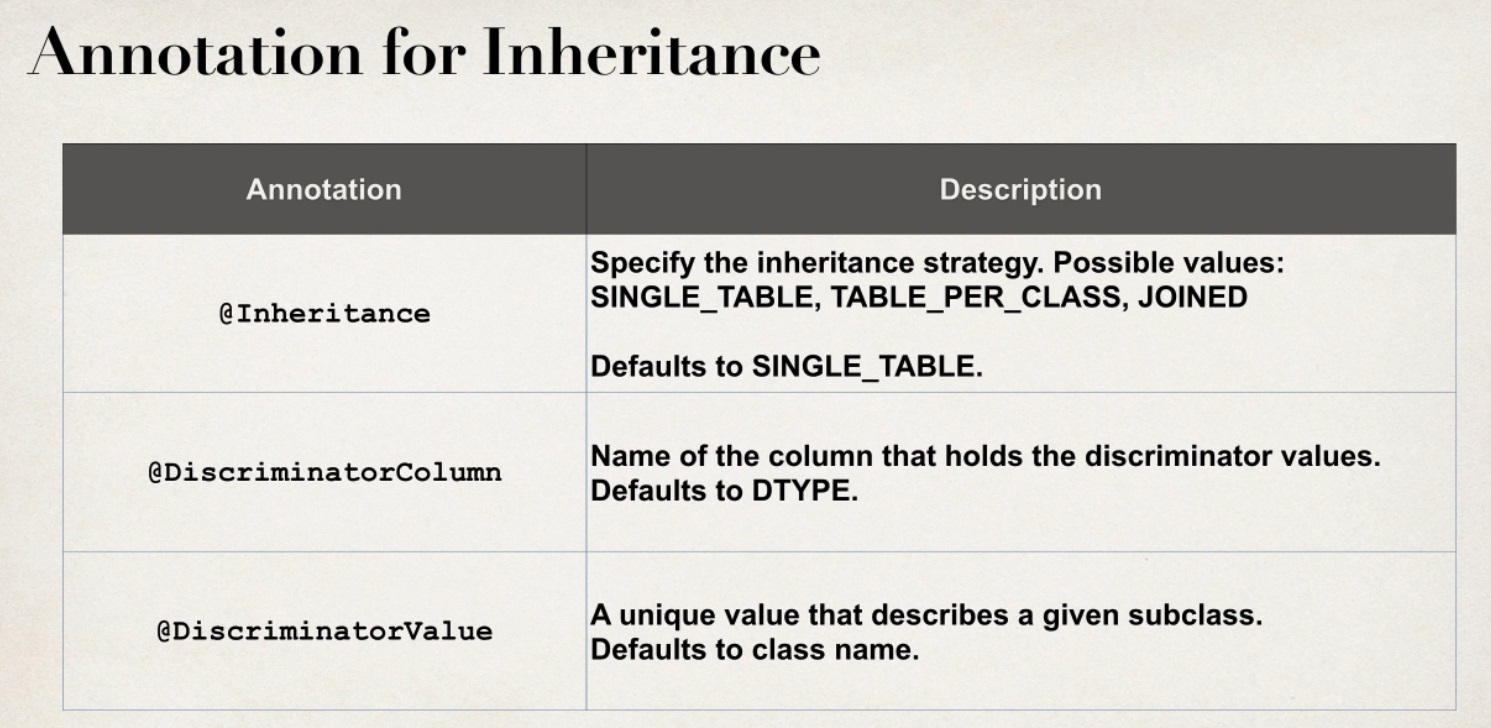 Annotation for Inheritance
Annotation
Description
@Inheritance
Specify the inheritance strategy. Possible values:
SINGLE_TABLE, TABLE_PER_CLASS, JOINED
Defaults to SINGLE_TABLE.
@DiscriminatorColumn
Name of the column that holds the discriminator values.
Defaults to DTYPE.
@DiscriminatorValue
A unique value that describes a given subclass.
Defaults to class name.